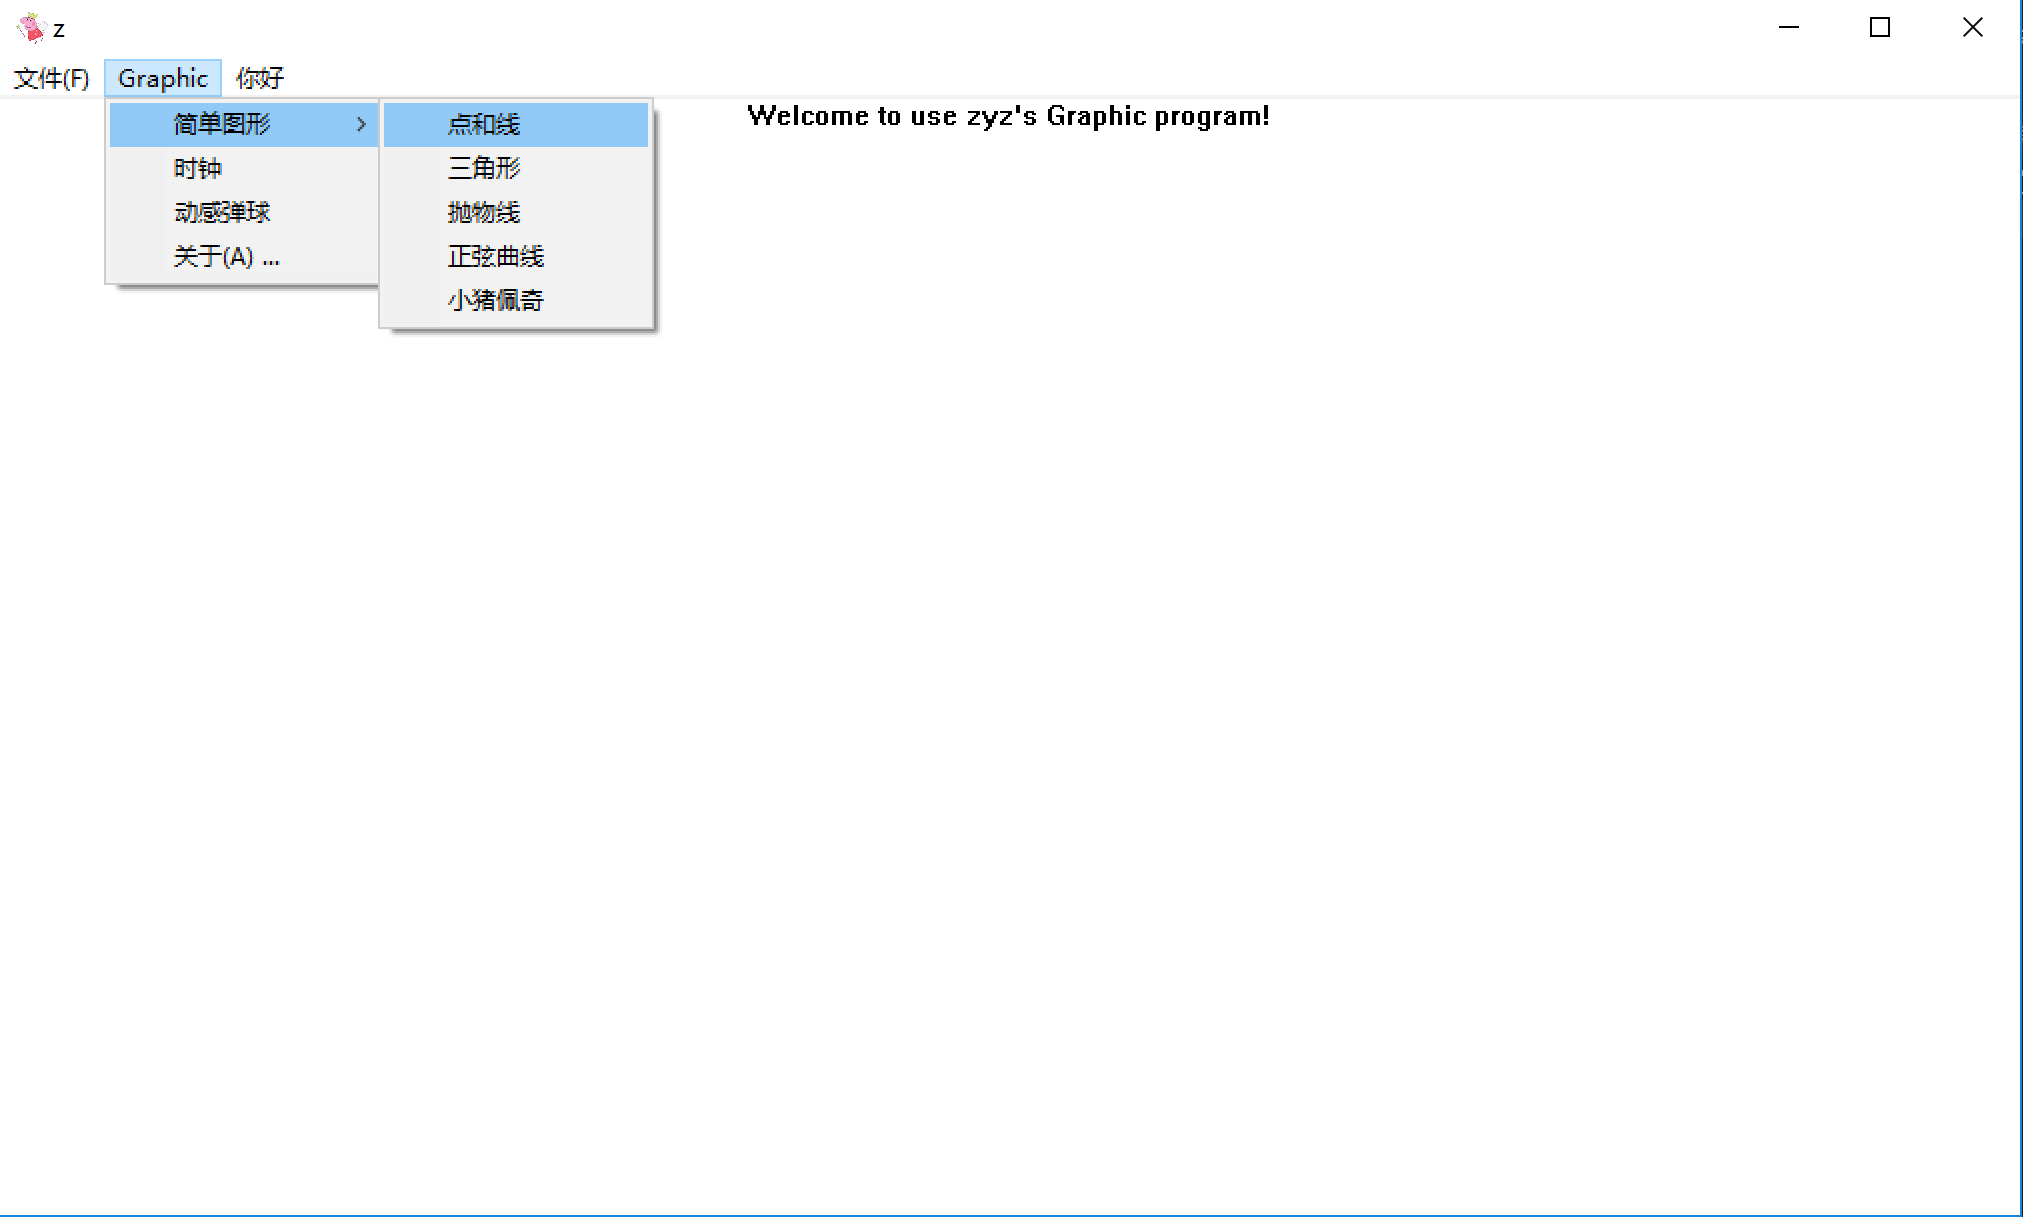 z
文件(F) Graphic 你好
Welcome to use zyz's Graphic program!
简单图形
时钟
动感弹球
关于(A) ...
点和线
三角形
抛物线
正弦曲线
小猪佩奇